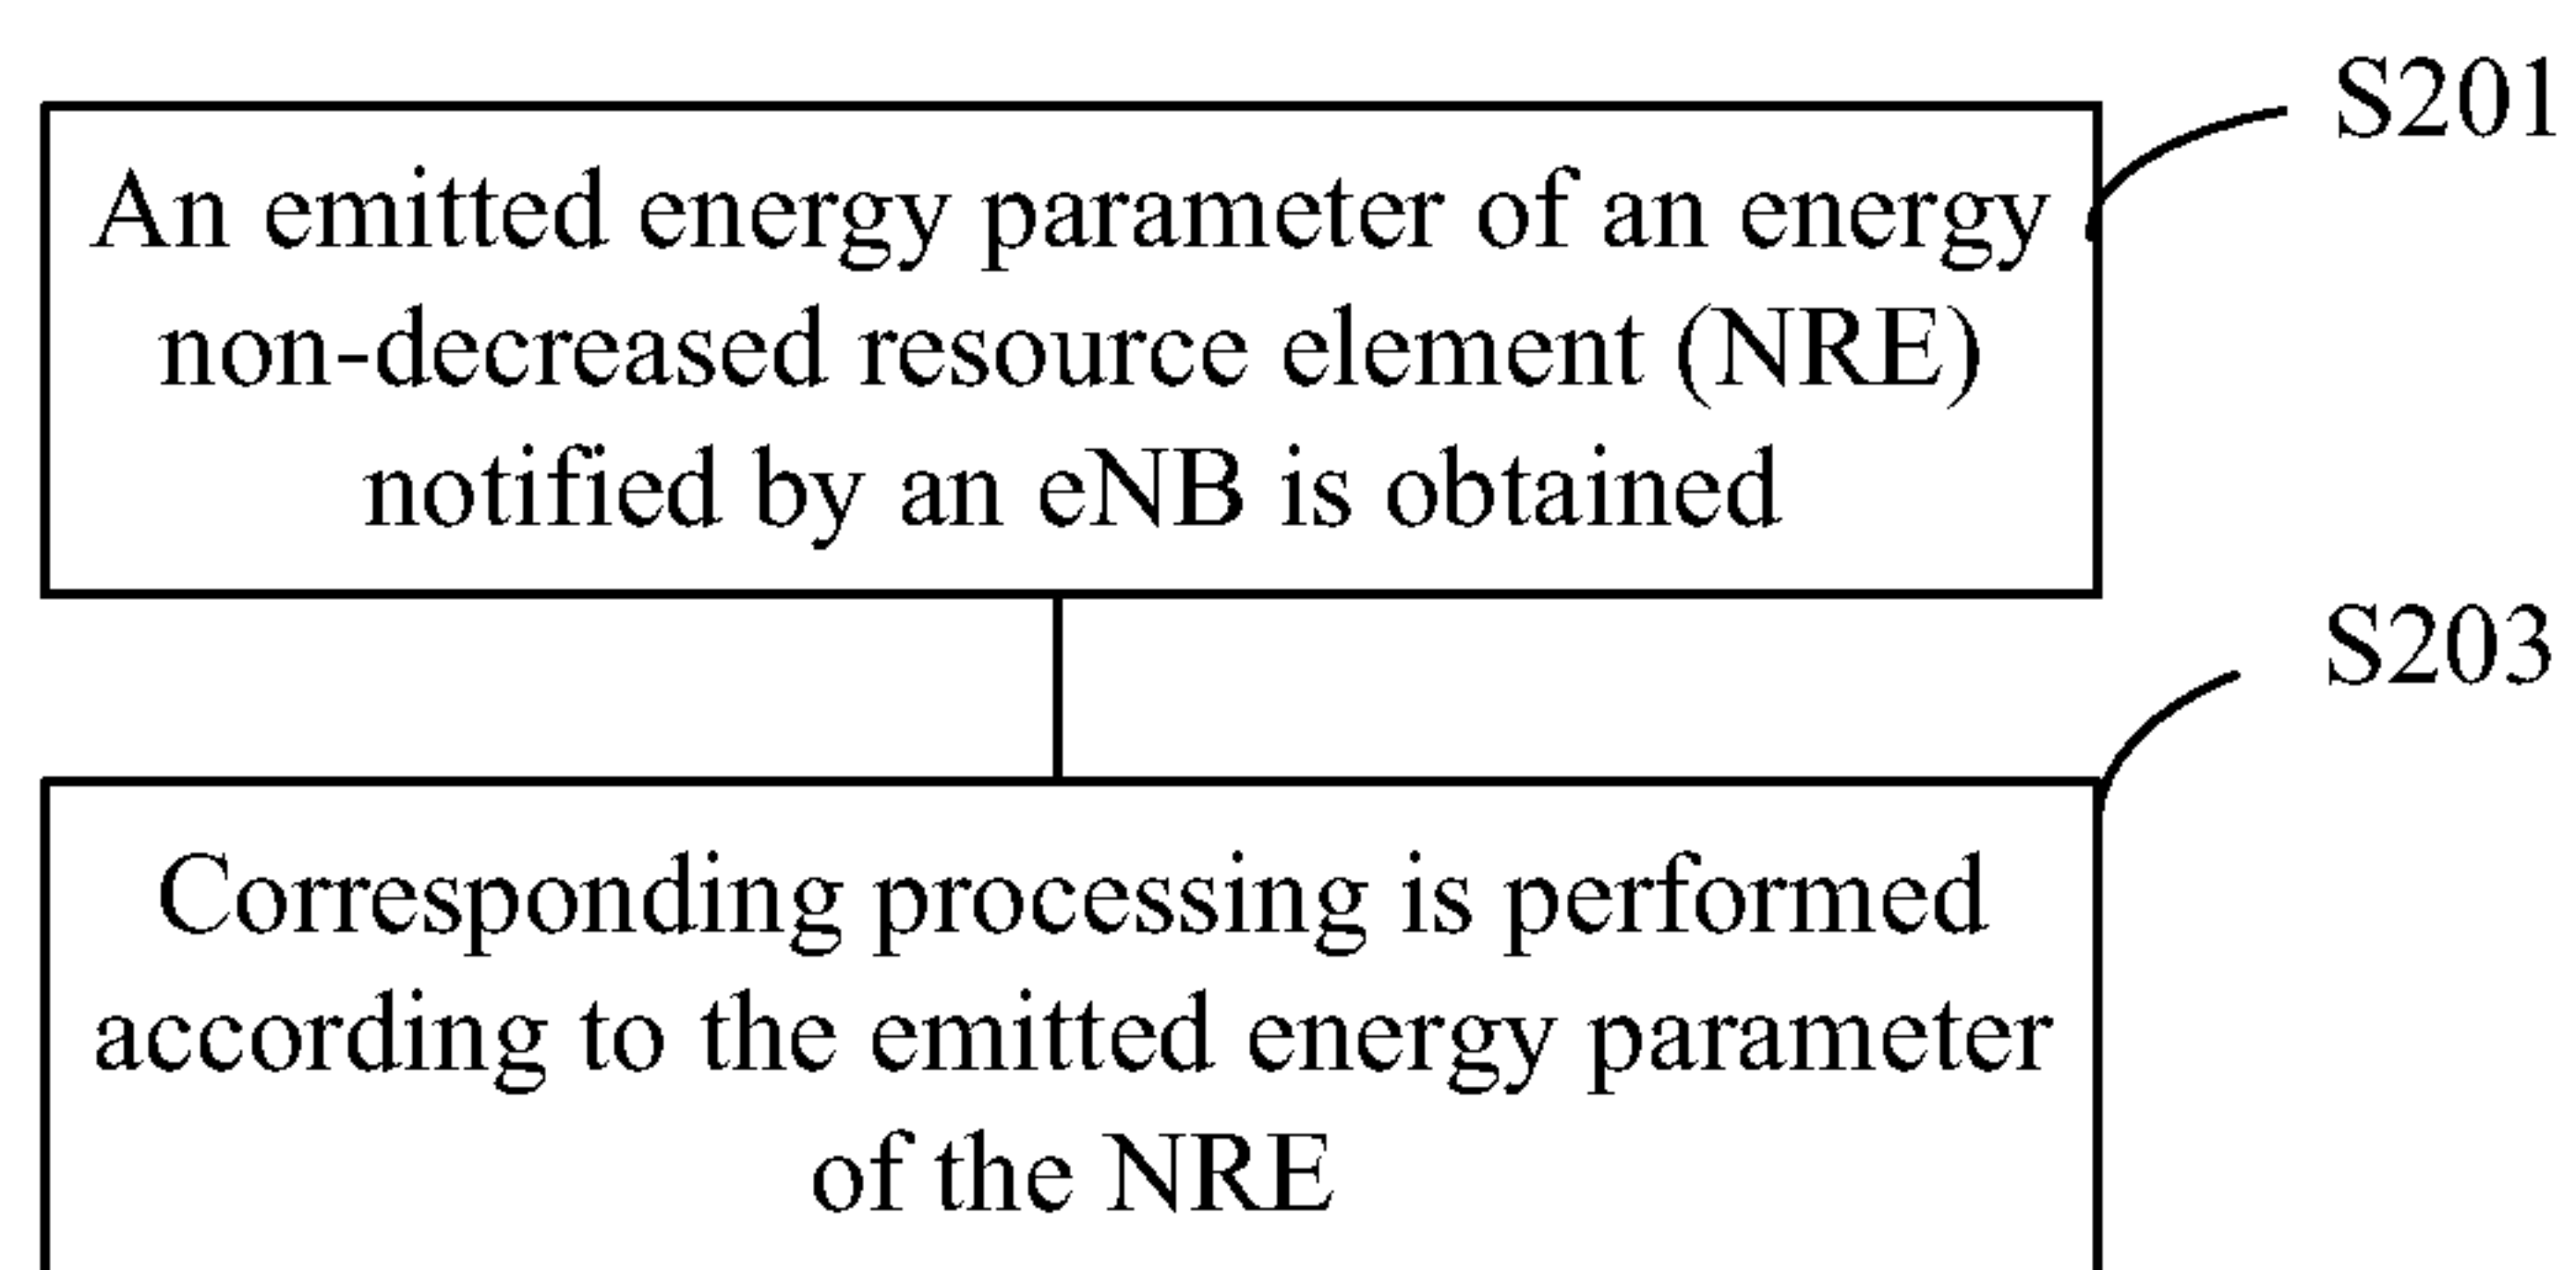 S201
An emitted energy parameter of an energy
non-decreased resource element (NRE)
notified by an eNB is obtained
S203
Corresponding processing is performed
according to the emitted energy parameter
of the NRE